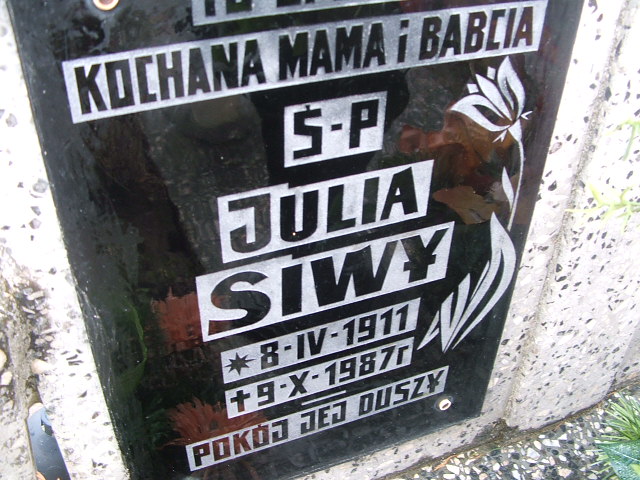 KOCHANA MAMA i BABCIA
Ś-P
JULIA
SIWY
* 8-IV-1911
† 9-X-1987r
POKÓJ JEJ DUSZY